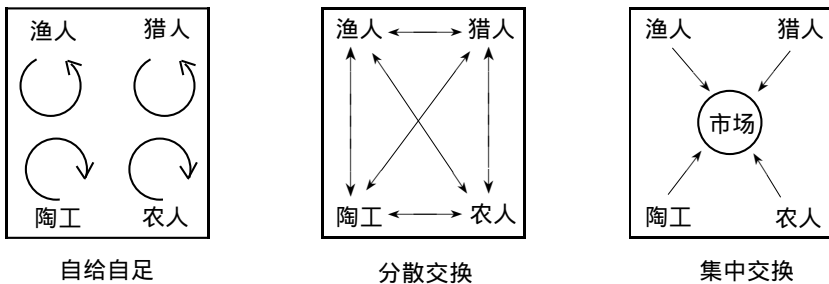 渔人 猎人
陶工 农人
自给自足
渔人 猎人
陶工 农人
分散交换
渔人 猎人
市场
陶工 农人
集中交换